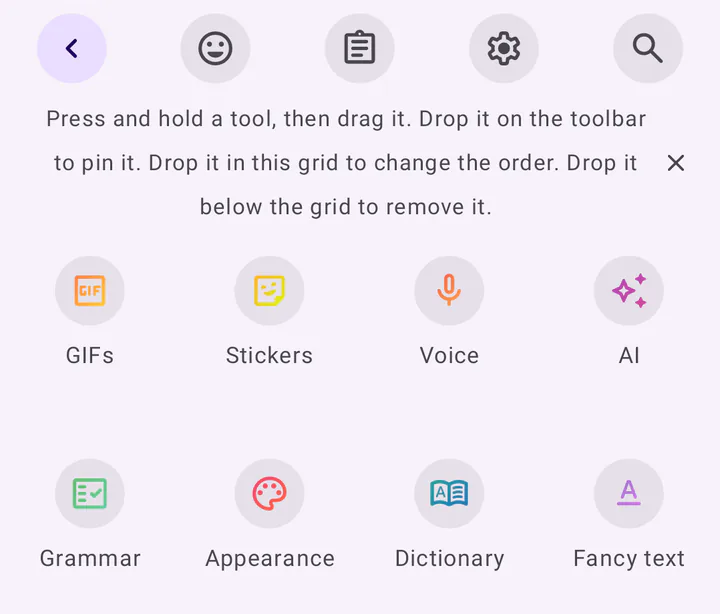 Press and hold a tool, then drag it. Drop it on the toolbar
to pin it. Drop it in this grid to change the order. Drop it
below the grid to remove it.
GIF
GIFs
Stickers
Voice
AI
A
A
Grammar
Appearance
Dictionary
Fancy text